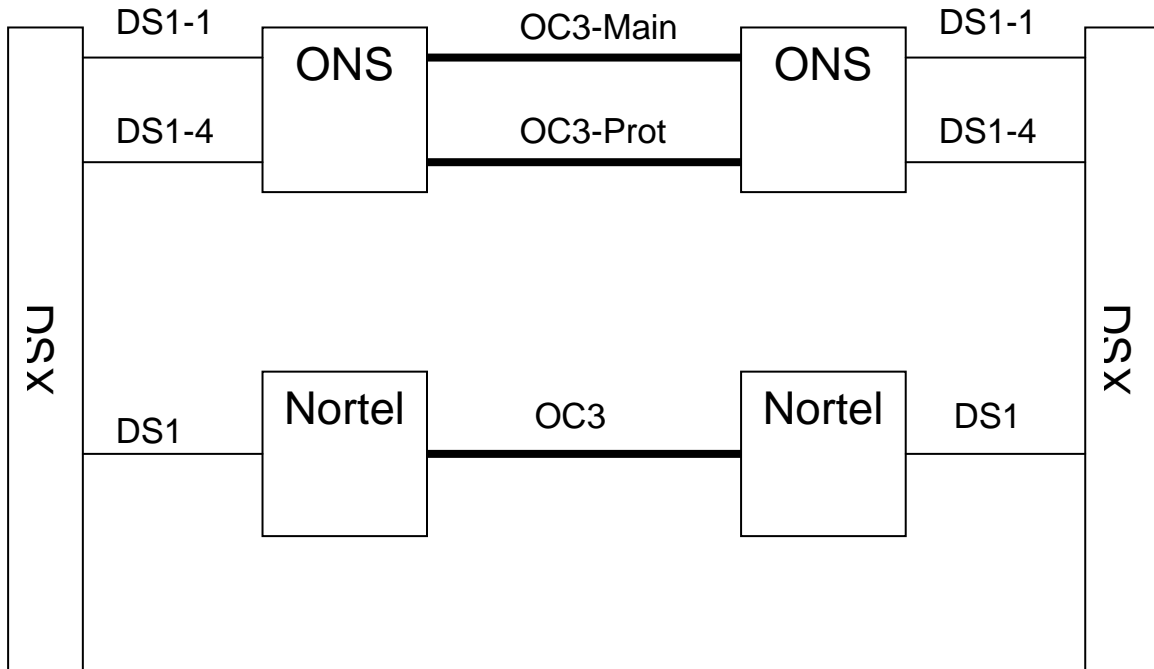 DS1-1 OC3-Main DS1-1
ONS ONS
DS1-4 OC3-Prot DS1-4
DSX DSX
Nortel Nortel
DS1 OC3 DS1